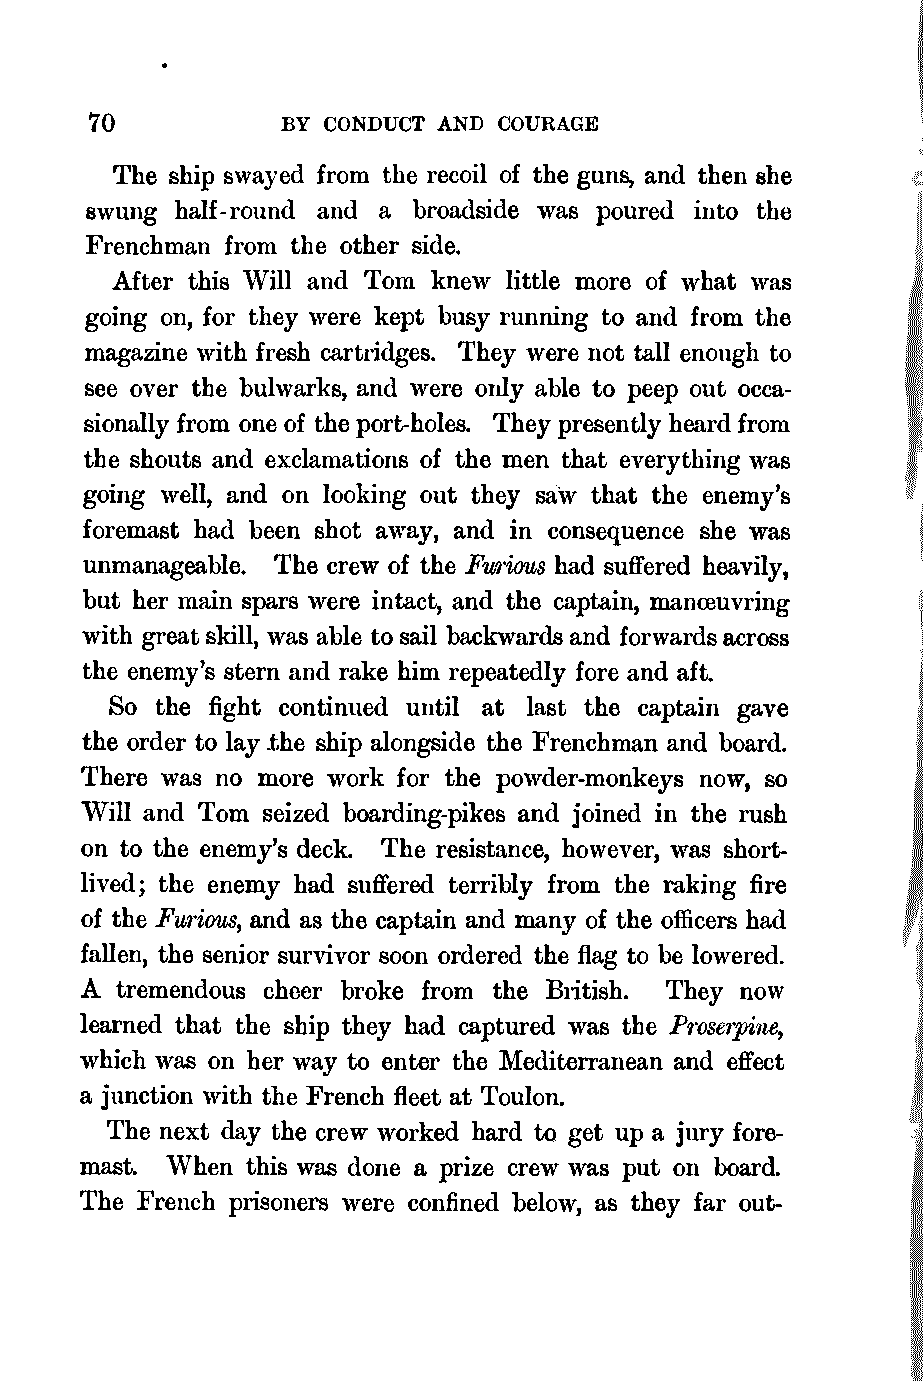 70 BY CONDUCT AND COURAGE
The ship swayed from the recoil of the guns, and then she
swung half-round and a broadside was poured into the
Frenchman from the other side.
After this Will and Tom knew little more of what was
going on, for they were kept busy running to and from the
magazine with fresh cartridges. They were not tall enough to
see over the bulwarks, and were only able to peep out occa-
sionally from one of the port-holes. They presently heard from
the shouts and exclamations of the men that everything was
going well, and on looking out they saw that the enemy's
foremast had been shot away, and in consequence she was
unmanageable. The crew of the Furious had suffered heavily,
but her main spars were intact, and the captain, manœuvring
with great skill, was able to sail backwards and forwards across
the enemy's stern and rake him repeatedly fore and aft.
So the fight continued until at last the captain gave
the order to lay the ship alongside the Frenchman and board.
There was no more work for the powder-monkeys now, so
Will and Tom seized boarding-pikes and joined in the rush
on to the enemy's deck. The resistance, however, was short-
lived; the enemy had suffered terribly from the raking fire
of the Furious, and as the captain and many of the officers had
fallen, the senior survivor soon ordered the flag to be lowered.
A tremendous cheer broke from the British. They now
learned that the ship they had captured was the Proserpine,
which was on her way to enter the Mediterranean and effect
a junction with the French fleet at Toulon.
The next day the crew worked hard to get up a jury fore-
mast. When this was done a prize crew was put on board.
The French prisoners were confined below, as they far out-